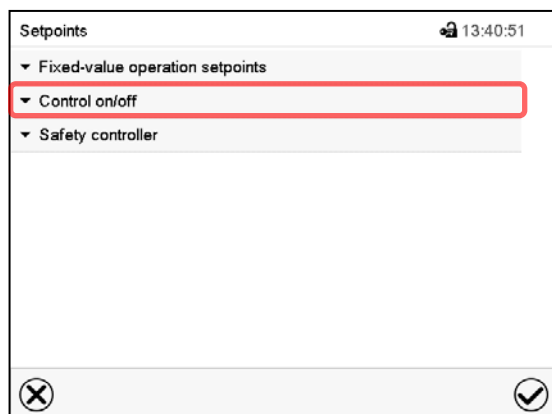 Setpoints 13:40:51
Fixed-value operation setpoints
Control on/off
Safety controller